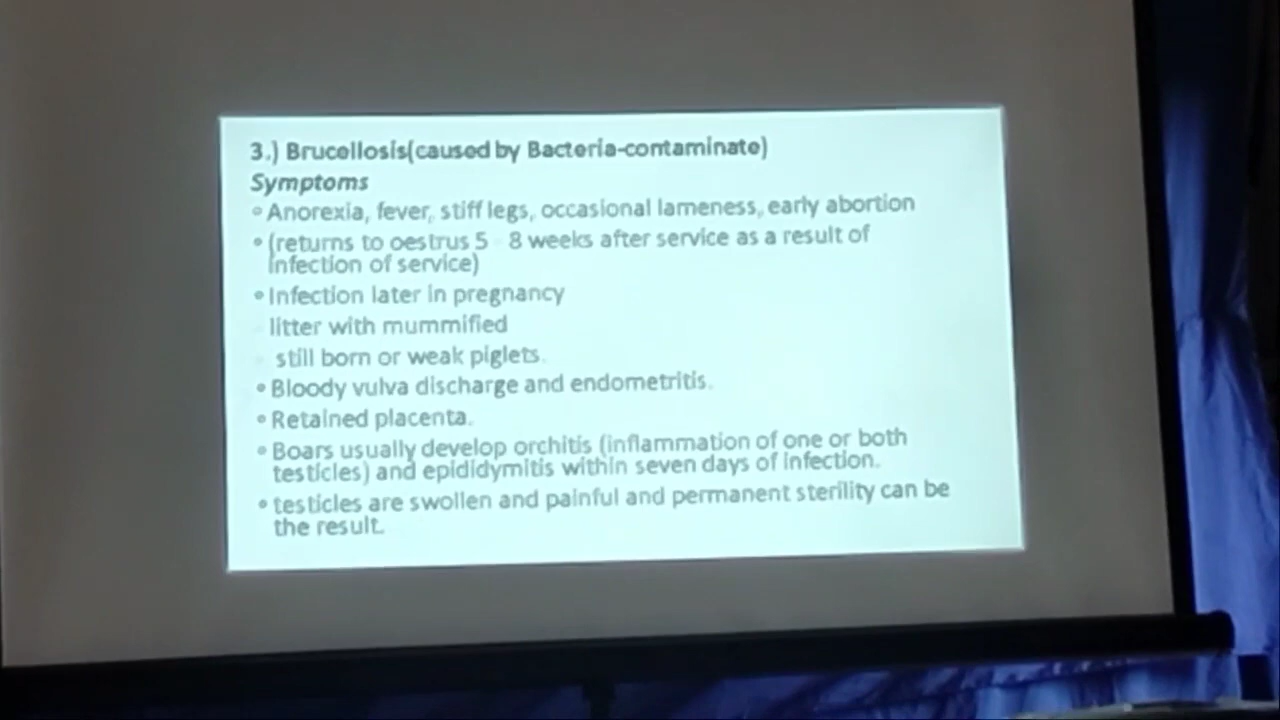 3.) Brucellosis(caused by Bacteria-contaminate)
Symptoms
• Anorexia, fever, stiff legs, occasional lameness, early abortion
• (returns to oestrus 5 - 8 weeks after service as a result of
infection of service)
• Infection later in pregnancy
litter with mummified
still born or weak piglets.
• Bloody vulva discharge and endometritis.
• Retained placenta.
• Boars usually develop orchitis (inflammation of one or both
testicles) and epididymitis within seven days of infection.
• testicles are swollen and painful and permanent sterility can be
the result.